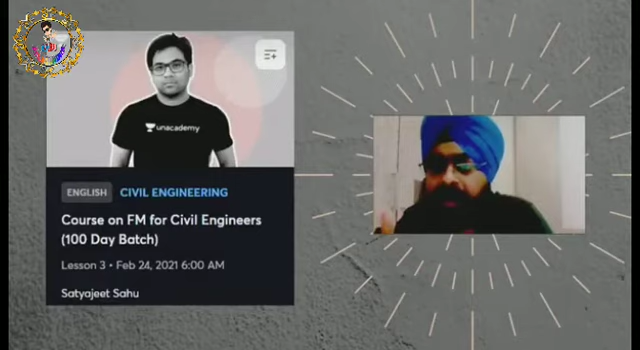 unacademy
ENGLISH CIVIL ENGINEERING
Course on FM for Civil Engineers
(100 Day Batch)
Lesson 3 • Feb 24, 2021 6:00 AM
Satyajeet Sahu